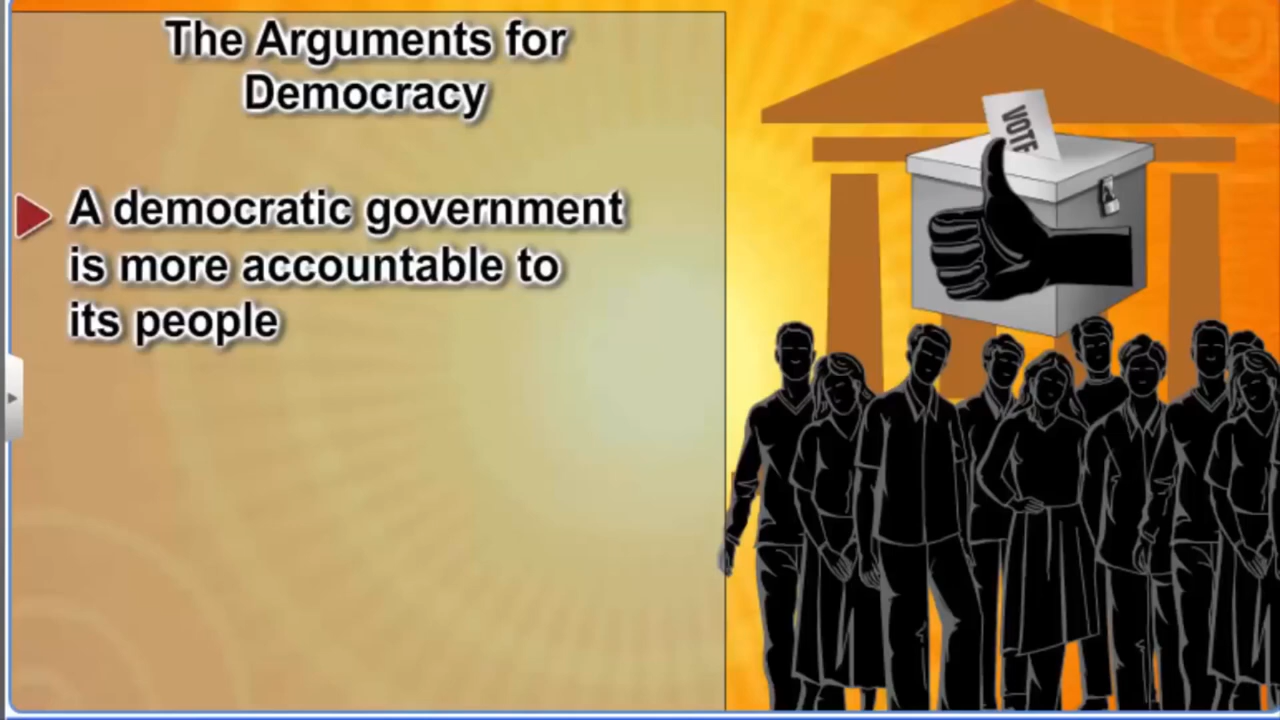 The Arguments for
Democracy
A democratic government
is more accountable to
its people
VOTE